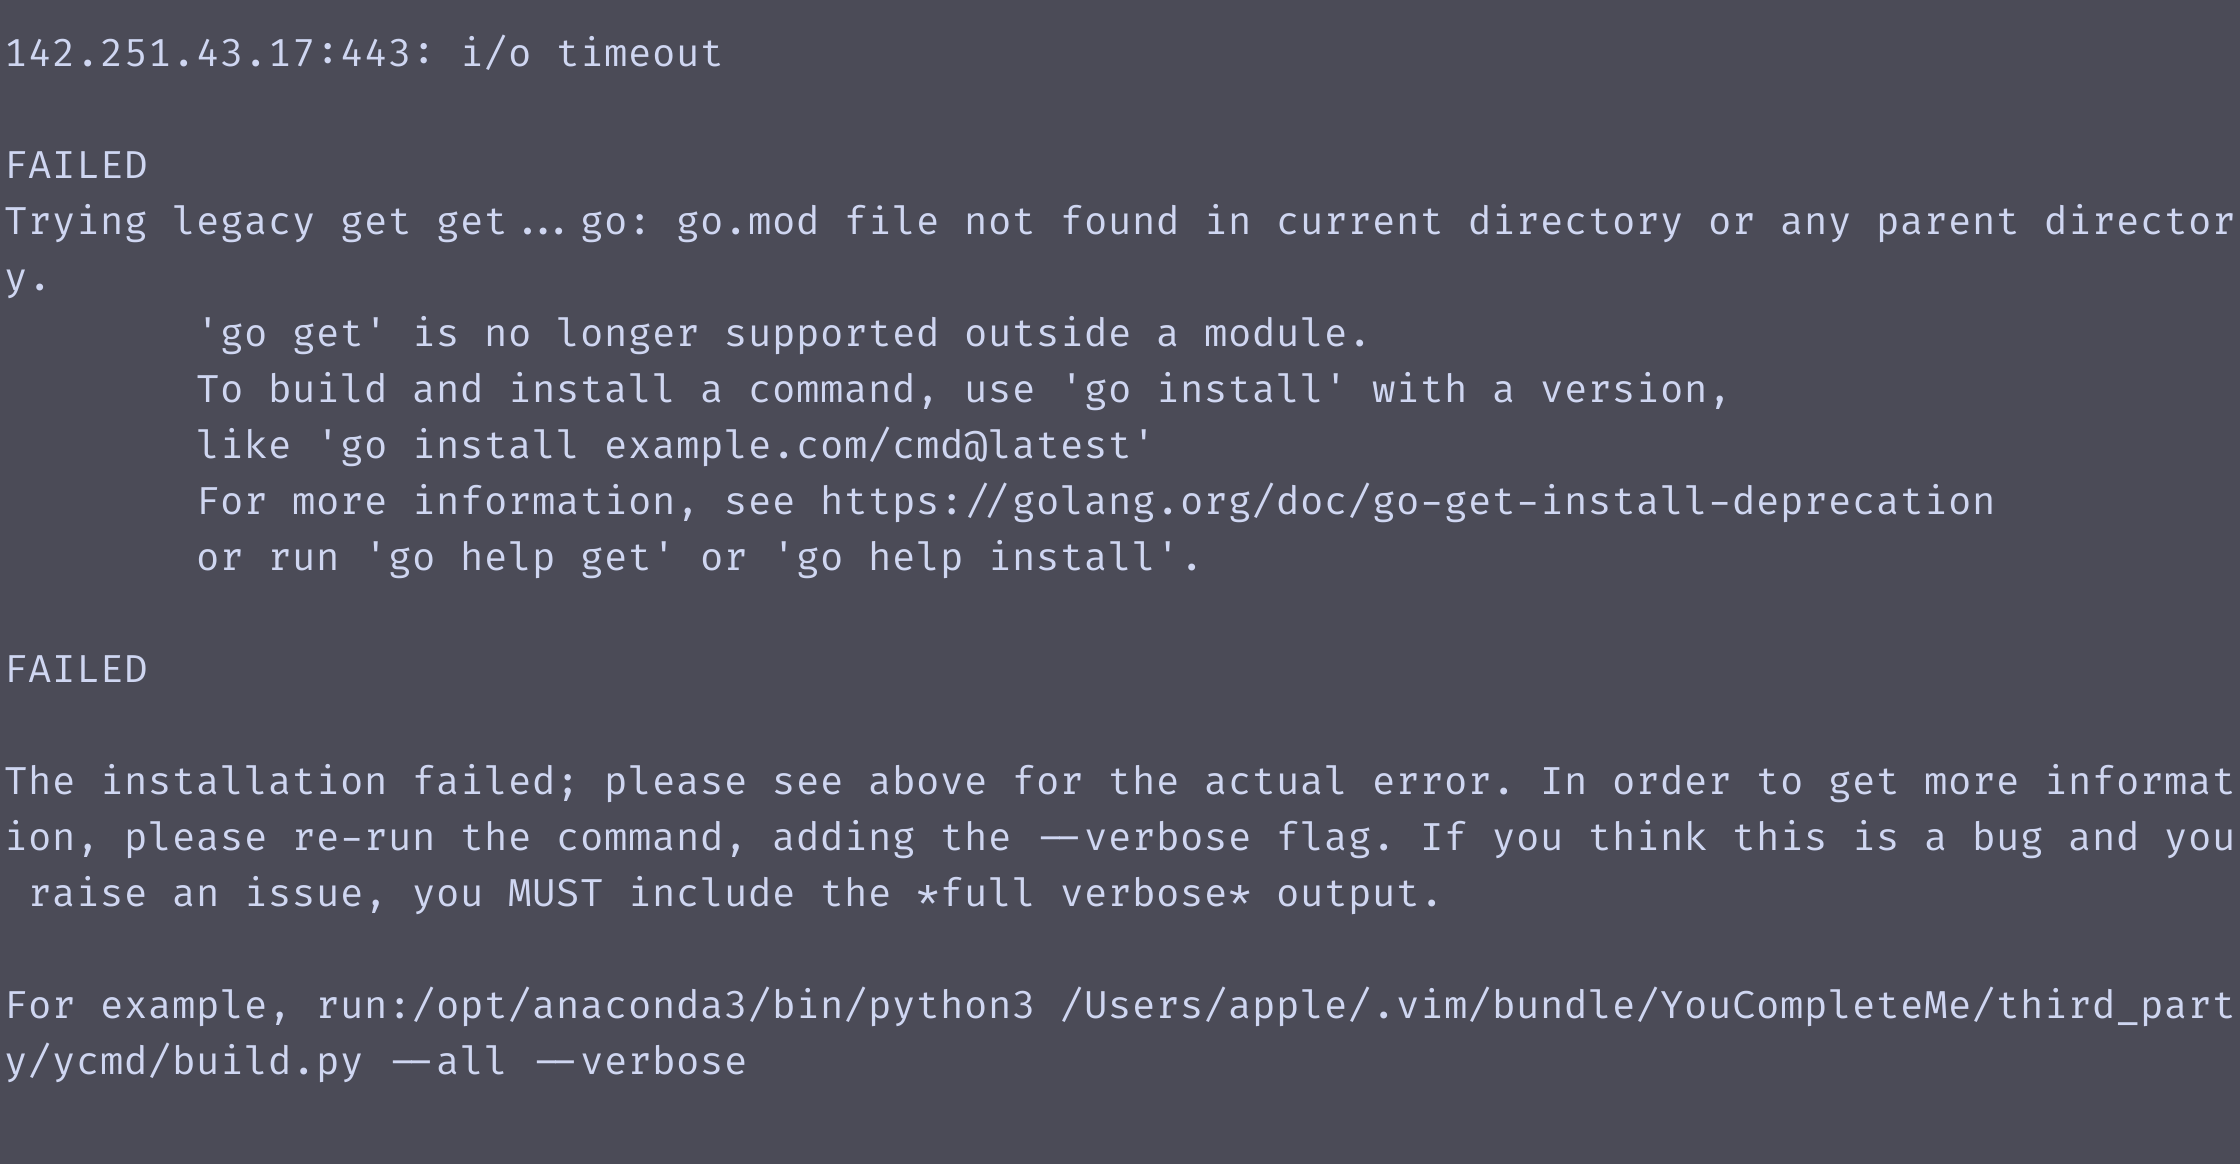 142.251.43.17:443: i/o timeout
FAILED
Trying legacy get get...go: go.mod file not found in current directory or any parent director
y.
'go get' is no longer supported outside a module.
To build and install a command, use 'go install' with a version,
like 'go install example.com/cmd@latest'
For more information, see https://golang.org/doc/go-get-install-deprecation
or run 'go help get' or 'go help install'.
FAILED
The installation failed; please see above for the actual error. In order to get more informat
ion, please re-run the command, adding the --verbose flag. If you think this is a bug and you
 raise an issue, you MUST include the *full verbose* output.
For example, run:/opt/anaconda3/bin/python3 /Users/apple/.vim/bundle/YouCompleteMe/third_part
y/ycmd/build.py --all --verbose